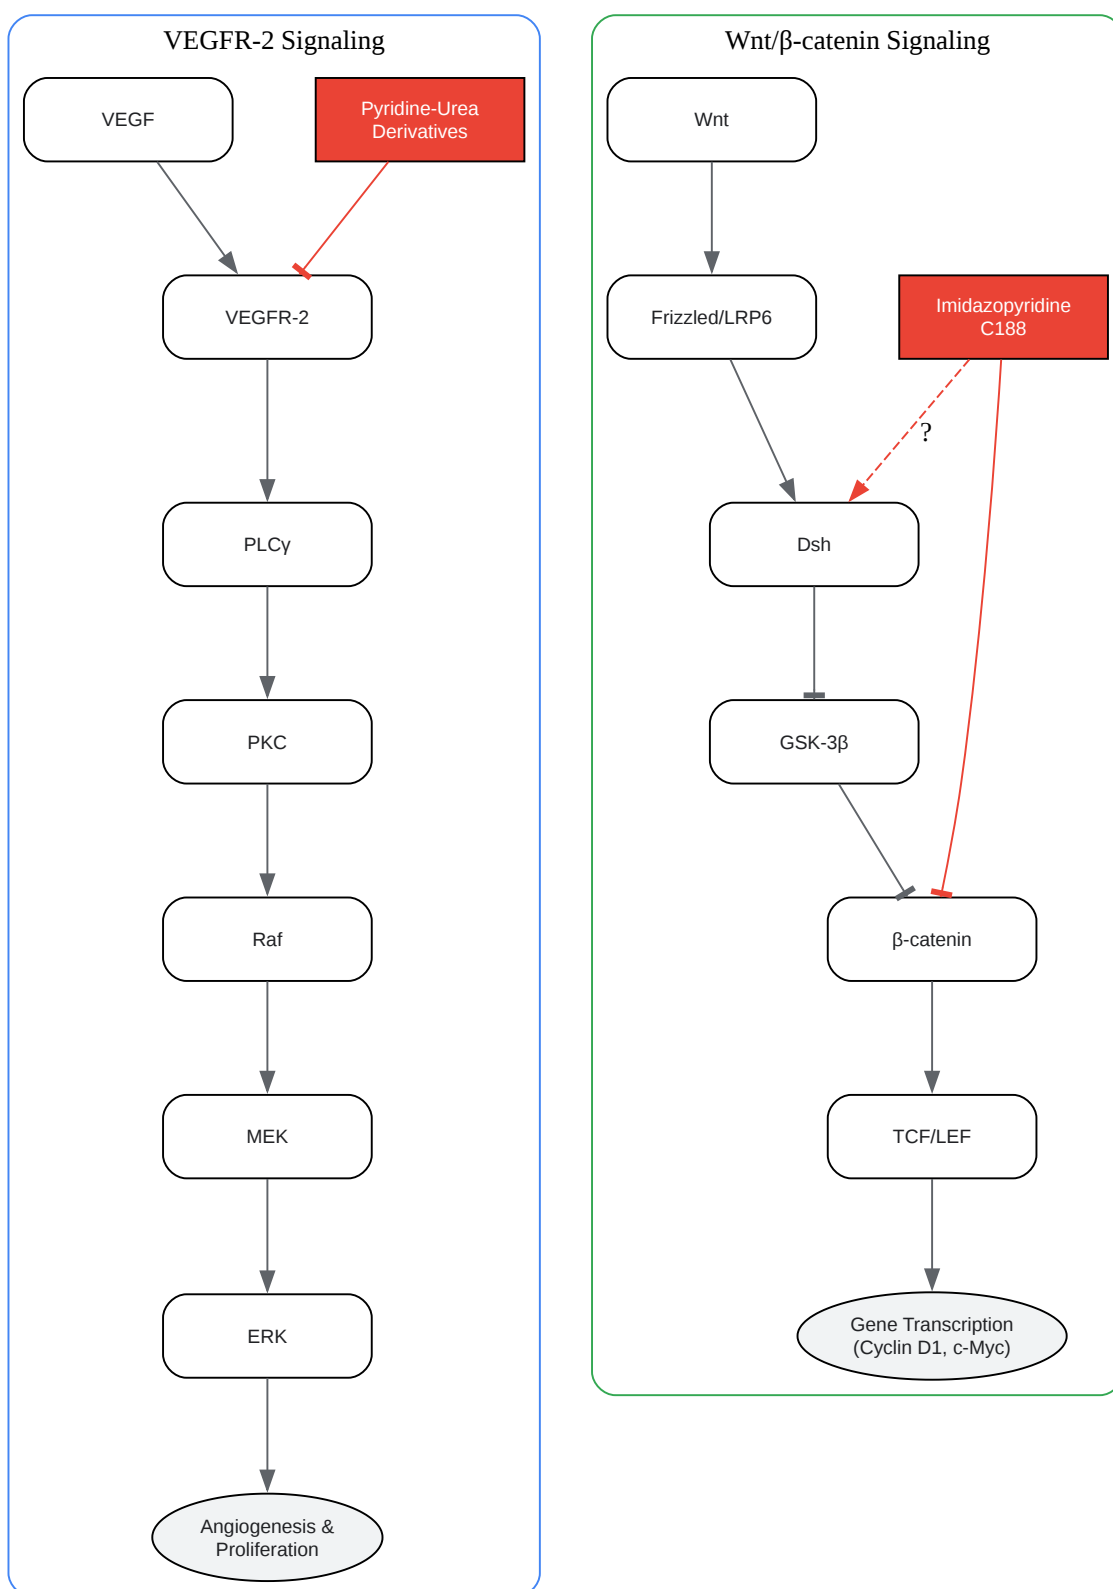 VEGFR-2 Signaling
VEGF
Pyridine-Urea
Derivatives
VEGFR-2
PLCγ
PKC
Raf
MEK
ERK
Angiogenesis &
Proliferation
Wnt/β-catenin Signaling
Wnt
Frizzled/LRP6
Imidazopyridine
C188
?
Dsh
GSK-3β
β-catenin
TCF/LEF
Gene Transcription
(Cyclin D1, c-Myc)